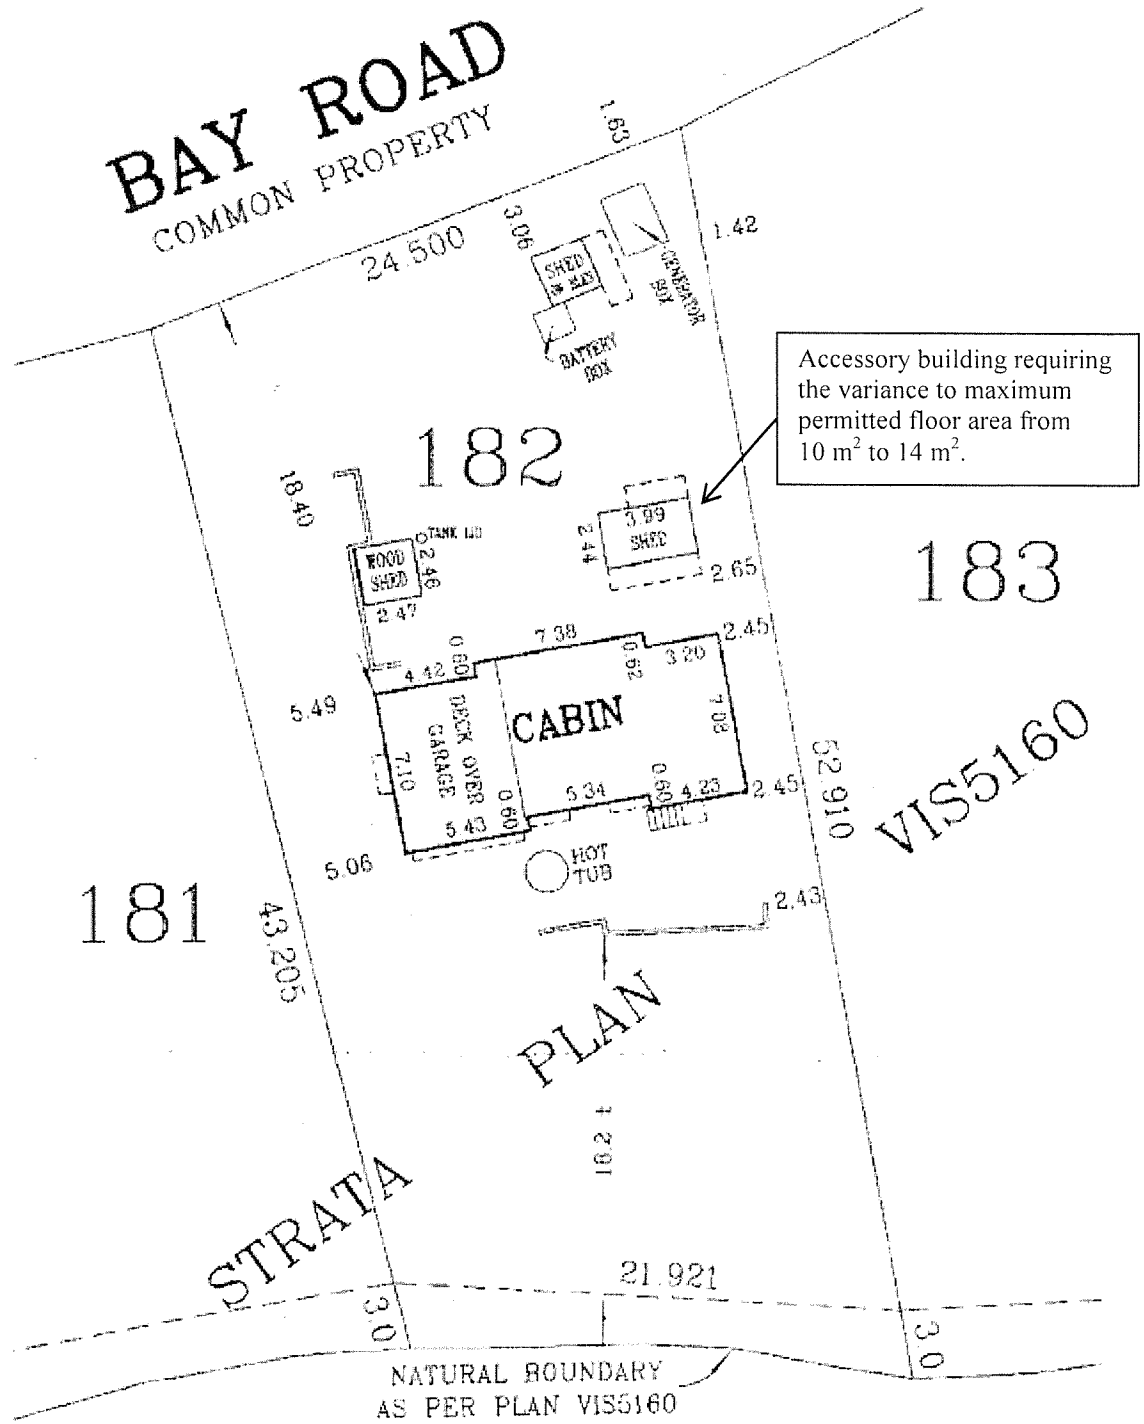 BAY ROAD
COMMON PROPERTY
24.500
1.63
3.06
1.42
SHED
GENERATOR
BOX
BATTERY
BOX
Accessory building requiring
the variance to maximum
permitted floor area from
10 m² to 14 m².
182
18.40
TANK LID
WOOD
SHED
2.46
2.47
3.99
SHED
2.44
2.65
183
7.38
2.45
0.80
0.62
3.20
4.42
5.49
DECK OVER
GARAGE
CABIN
7.10
7.08
52.910
VIS5160
5.34
0.60
4.23
2.45
0.60
5.43
5.06
HOT
TUB
181
43.205
2.43
PLAN
STRATA
21.921
3.0
3.0
NATURAL BOUNDARY
AS PER PLAN VIS5160